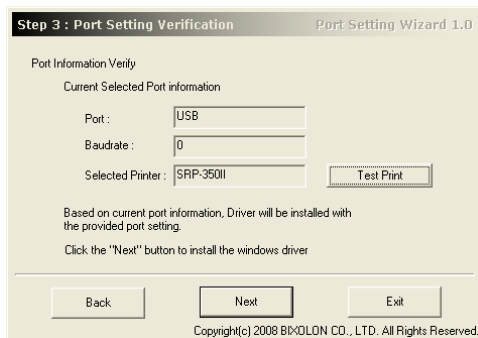 Step 3 : Port Setting Verification Port Setting Wizard 1.0
Port Information Verify
Current Selected Port information
Port : USB
Baudrate : 0
Selected Printer : SRP-350II Test Print
Based on current port information, Driver will be installed with
the provided port setting.
Click the "Next" button to install the windows driver
Back Next Exit
Copyright(c) 2008 BIXOLON CO., LTD. All Rights Reserved.